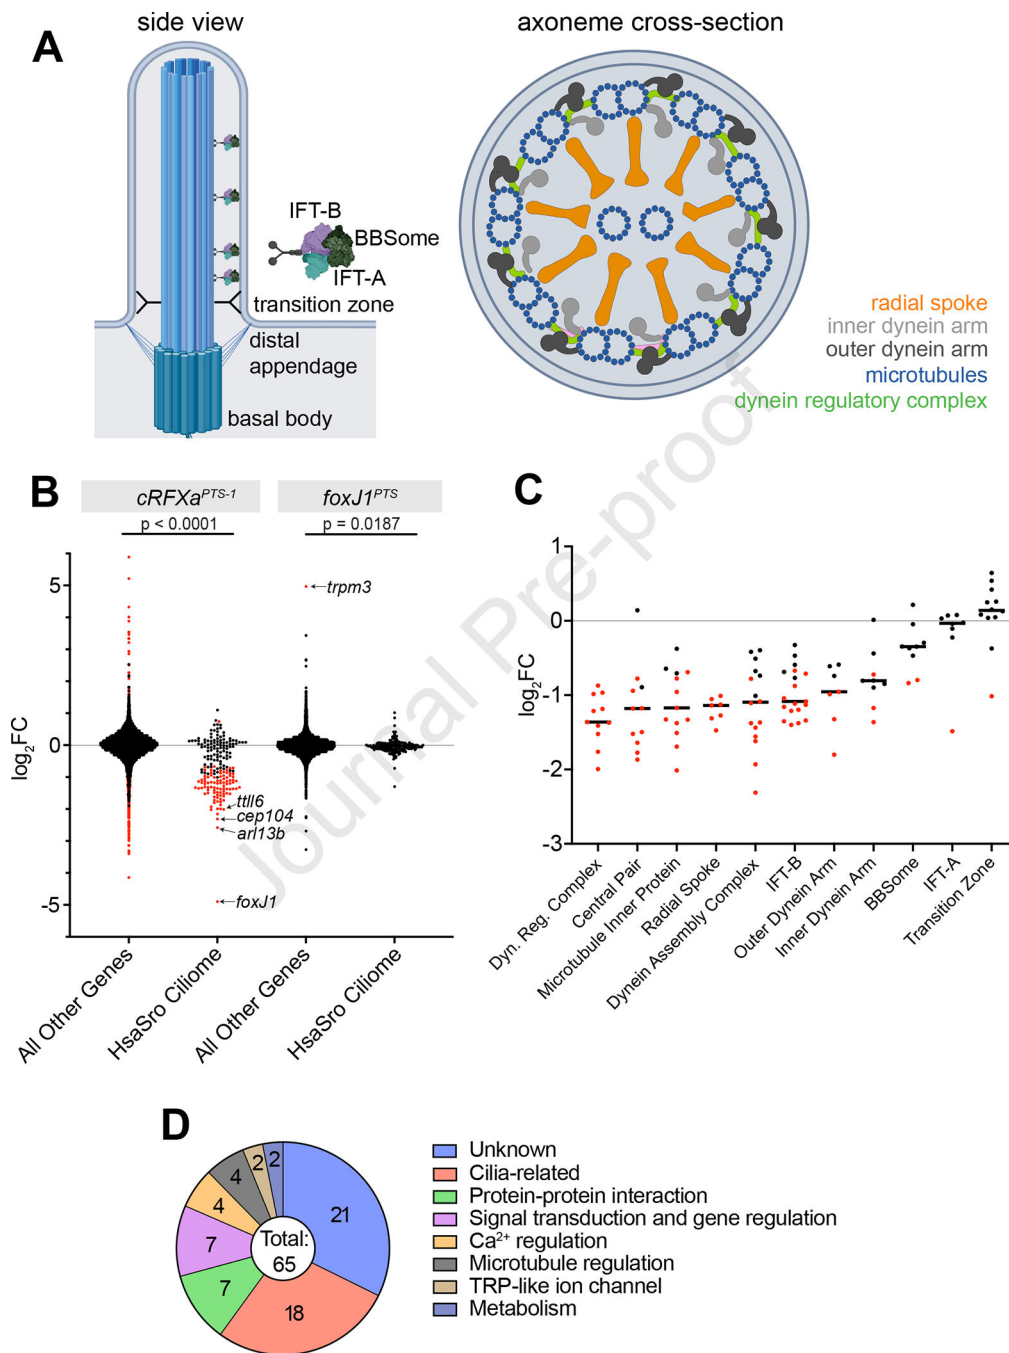 A
side view
axoneme cross-section
IFT-B
BBSome
IFT-A
transition zone
distal
appendage
basal body
radial spoke
inner dynein arm
outer dynein arm
microtubules
dynein regulatory complex
Journal Pre-proof
B
cRFXa^PTS-1
foxJ1^PTS
p < 0.0001
p = 0.0187
log₂FC
5
0
-5
trpm3
ttll6
cep104
arl13b
foxJ1
All Other Genes
HsaSro Ciliome
All Other Genes
HsaSro Ciliome
C
log₂FC
1
0
-1
-2
-3
Dyn. Reg. Complex
Central Pair
Microtubule Inner Protein
Radial Spoke
Dynein Assembly Complex
IFT-B
Outer Dynein Arm
Inner Dynein Arm
BBSome
IFT-A
Transition Zone
D
21
18
7
7
4
4
2
2
Total:
65
Unknown
Cilia-related
Protein-protein interaction
Signal transduction and gene regulation
Ca²⁺ regulation
Microtubule regulation
TRP-like ion channel
Metabolism